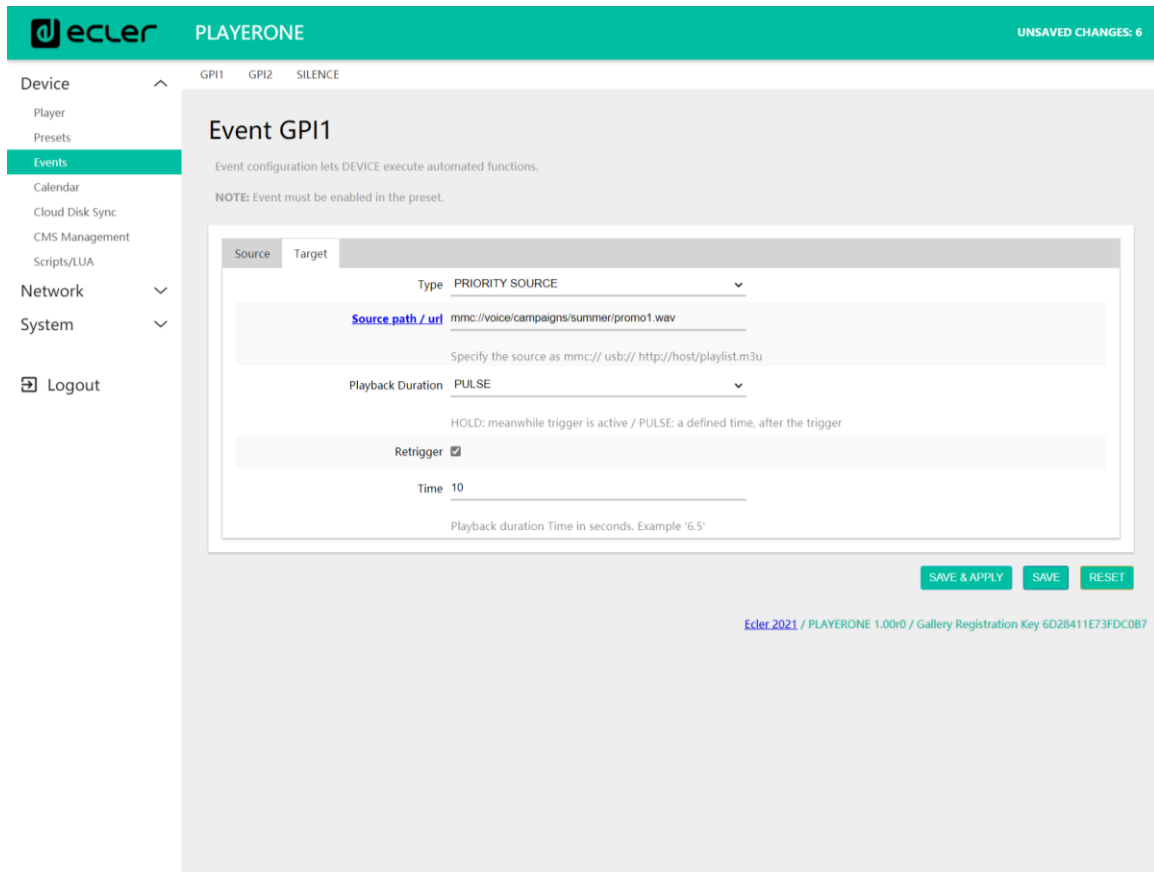 ecler PLAYERONE UNSAVED CHANGES: 6
GPI1 GPI2 SILENCE
Device
Player
Presets
Events
Calendar
Cloud Disk Sync
CMS Management
Scripts/LUA
Network
System
Logout
Event GPI1
Event configuration lets DEVICE execute automated functions.
NOTE: Event must be enabled in the preset.
Source Target
Type PRIORITY SOURCE
Source path / url mmc://voice/campaigns/summer/promo1.wav
Specify the source as mmc:// usb:// http://host/playlist.m3u
Playback Duration PULSE
HOLD: meanwhile trigger is active / PULSE: a defined time, after the trigger
Retrigger
Time 10
Playback duration Time in seconds. Example '6.5'
SAVE & APPLY SAVE RESET
Ecler 2021 / PLAYERONE 1.00r0 / Gallery Registration Key 6D28411E73FDC0B7